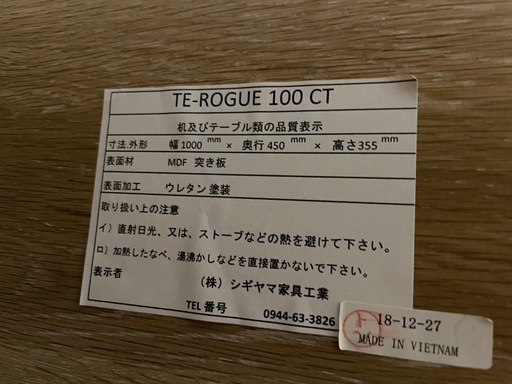 TE-ROGUE 100 CT
机及びテーブル類の品質表示
寸法.外形 幅1000 mm × 奥行450 mm × 高さ355 mm
表面材 MDF 突き板
表面加工 ウレタン塗装
取り扱い上の注意
イ）直射日光、又は、ストーブなどの熱を避けて下さい。
ロ）加熱したなべ、湯沸かしなどを直接置かないで下さい。
表示者 （株）シギヤマ家具工業
TEL 番号 0944-63-3826
18-12-27
MADE IN VIETNAM